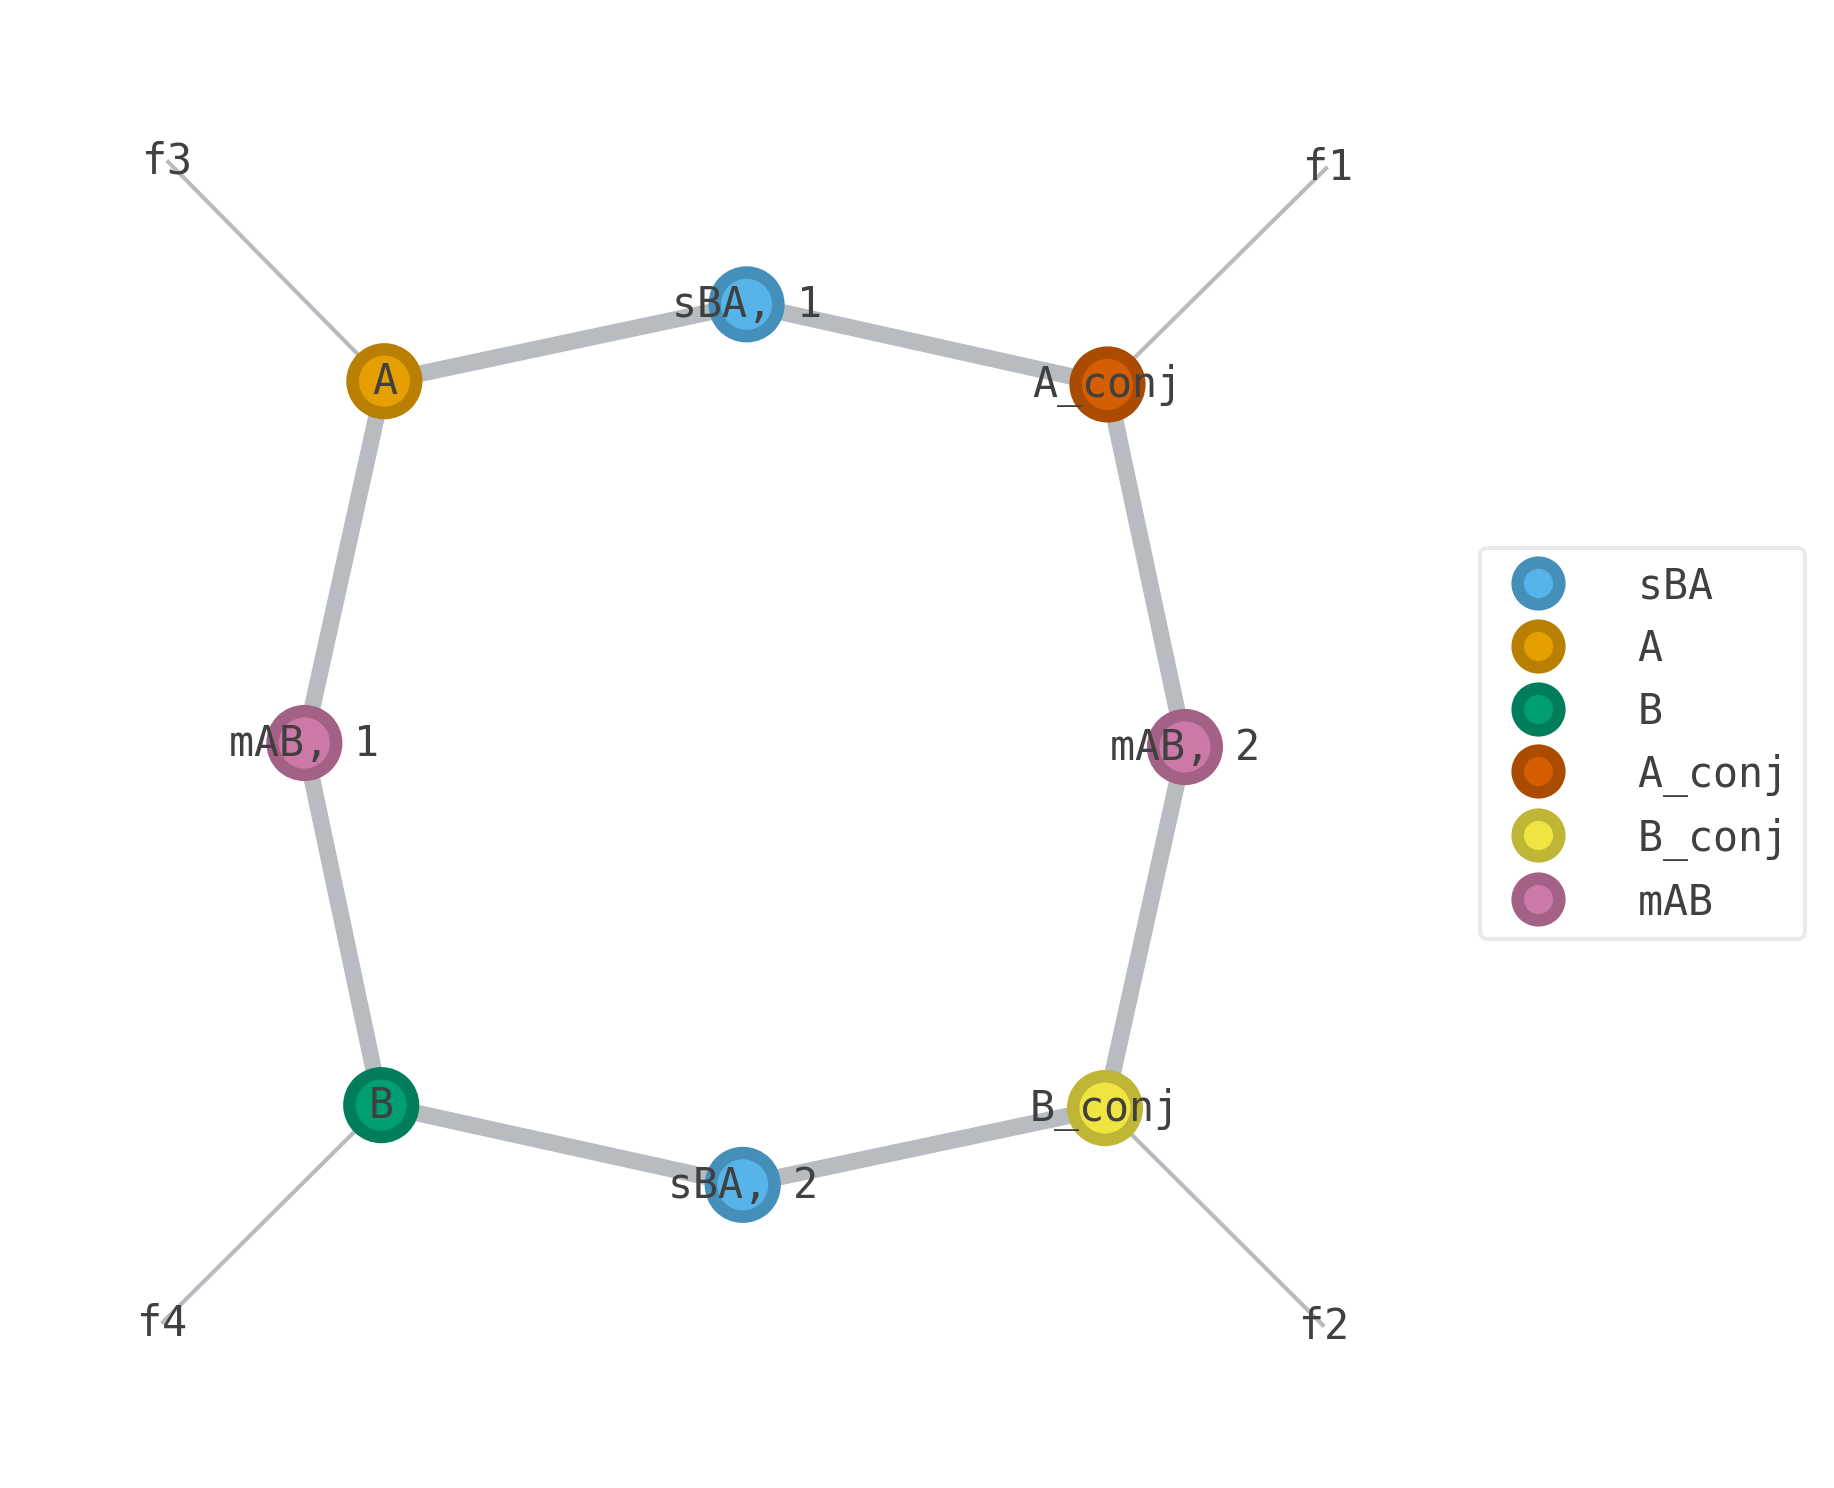 f3
f1
sBA, 1
A
A_conj
mAB, 1
mAB, 2
B
B_conj
sBA, 2
f4
f2
sBA
A
B
A_conj
B_conj
mAB